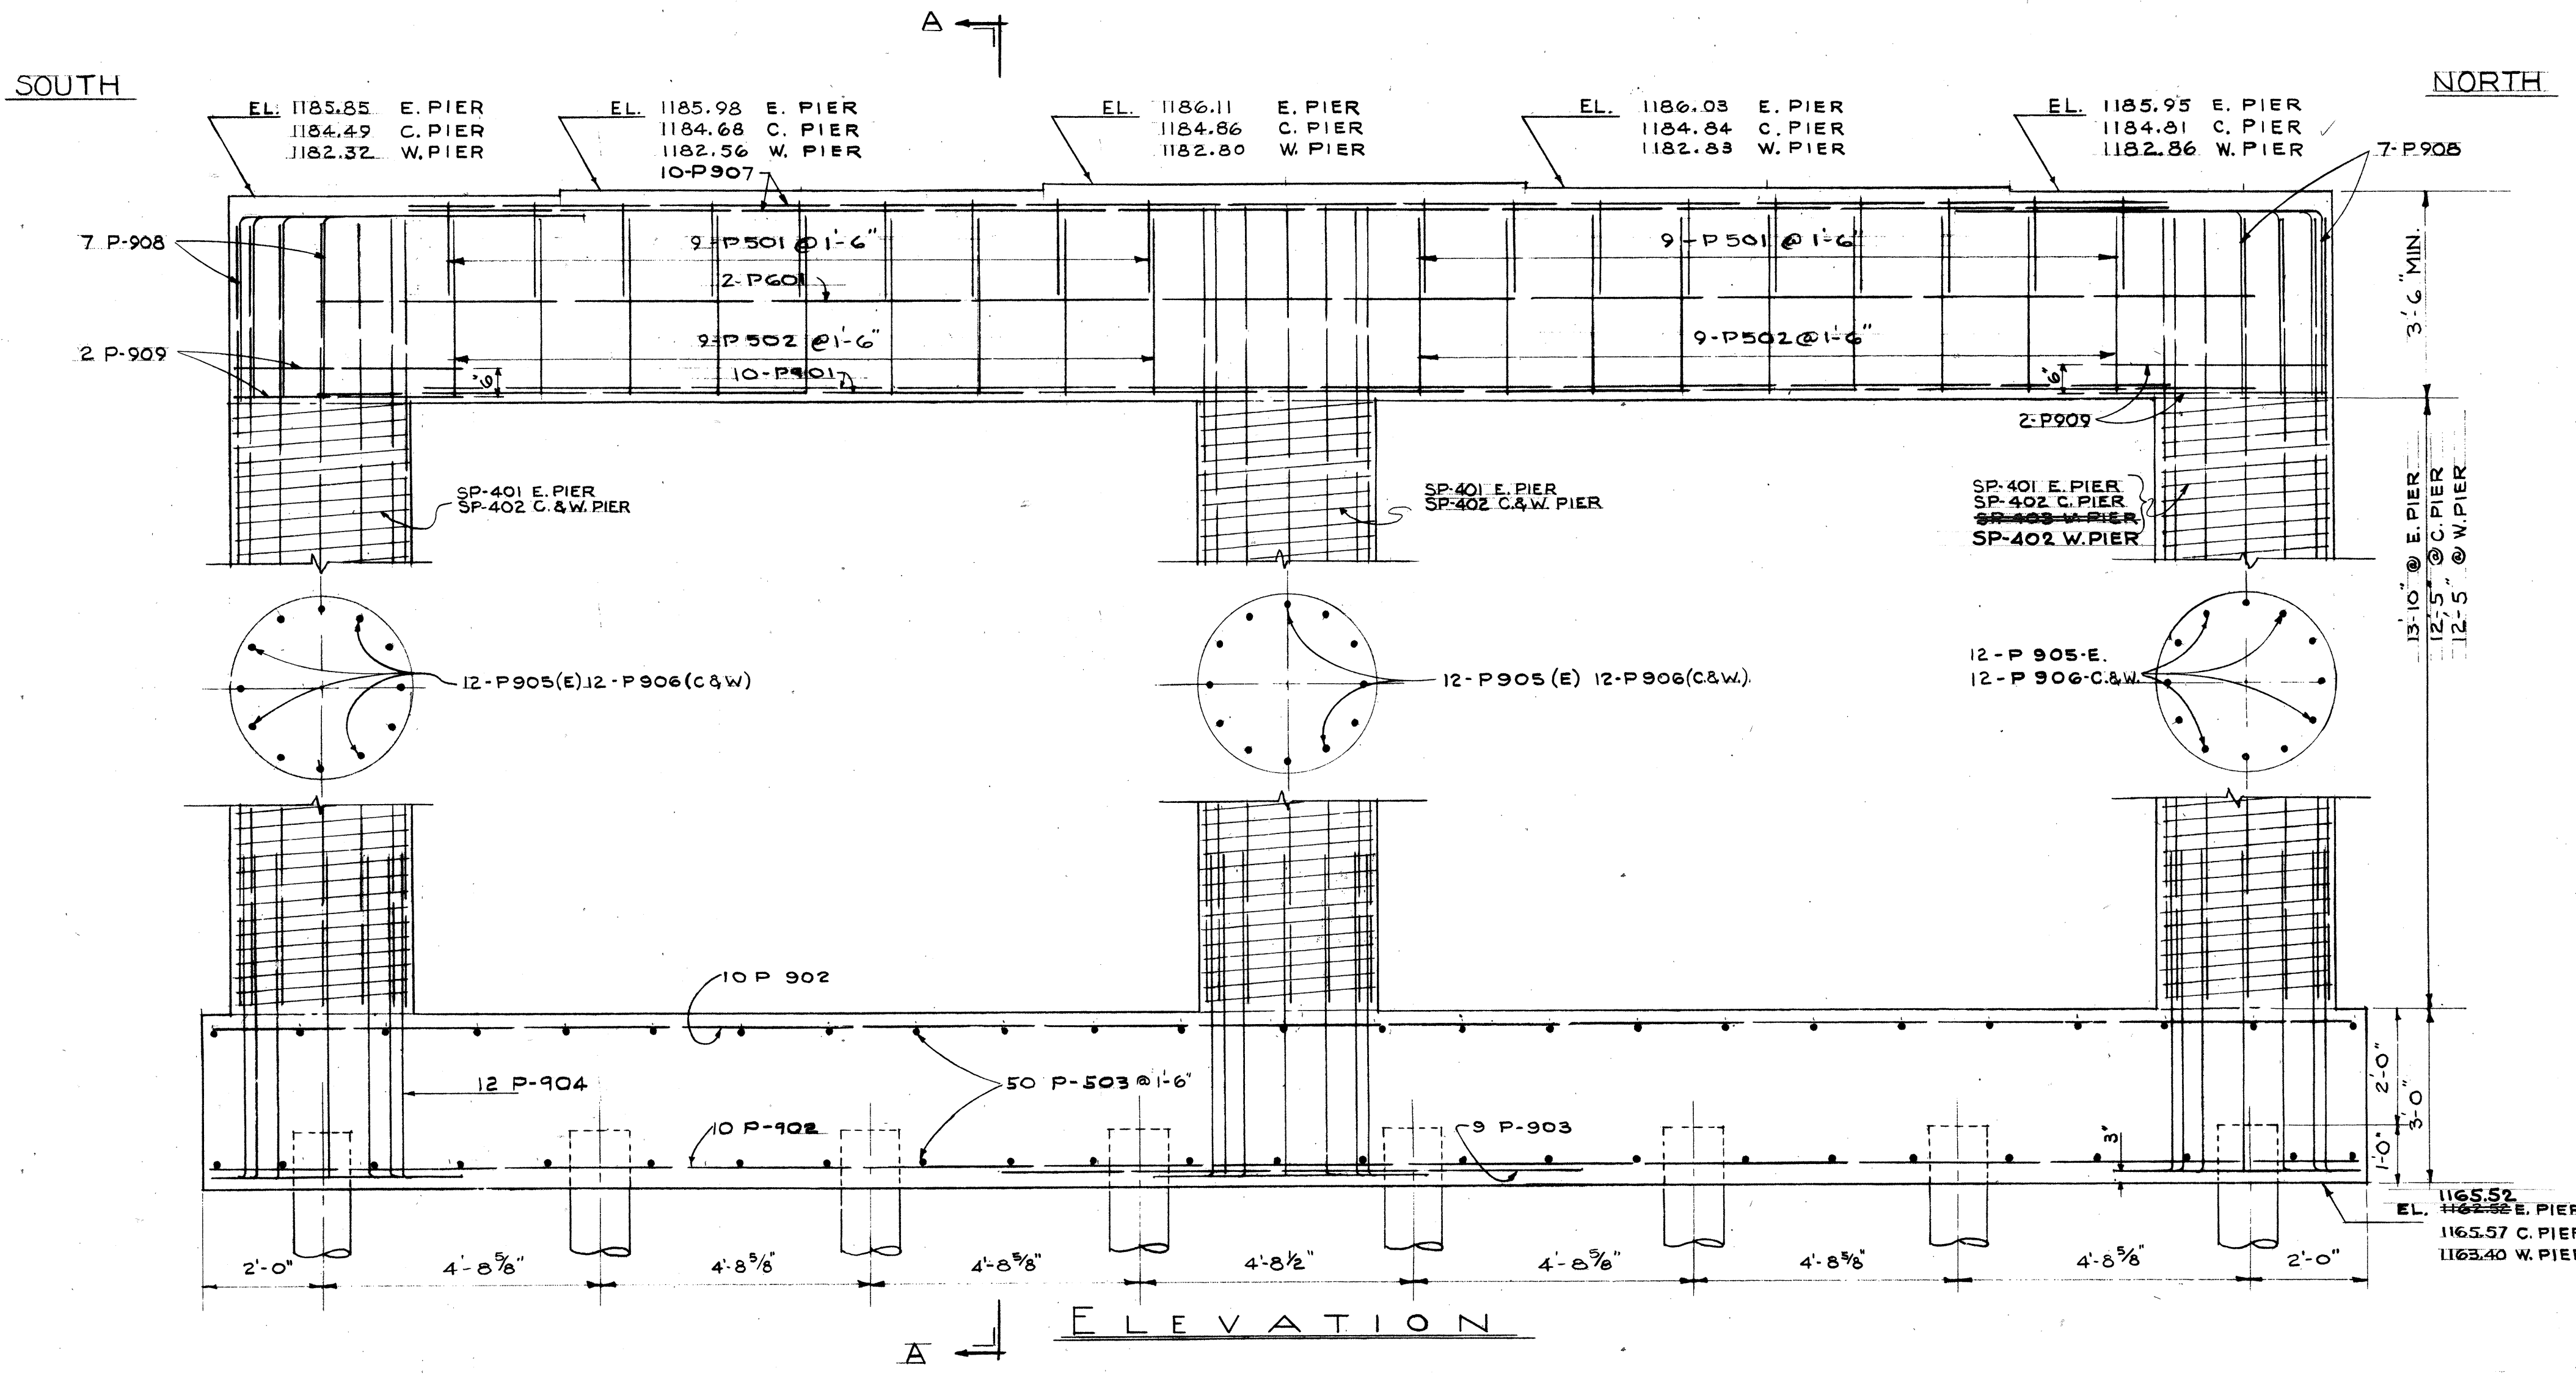 A
SOUTH
NORTH
EL. 1185.85 E. PIER
1184.49 C. PIER
1182.32 W. PIER
EL. 1185.98 E. PIER
1184.68 C. PIER
1182.56 W. PIER
EL. 1186.11 E. PIER
1184.86 C. PIER
1182.80 W. PIER
EL. 1186.03 E. PIER
1184.84 C. PIER
1182.83 W. PIER
EL. 1185.95 E. PIER
1184.81 C. PIER
1182.86 W. PIER
10-P907
7-P908
7 P-908
9-P501 @ 1'-6"
9-P501 @ 1'-6"
2-P601
3'-6" MIN.
2 P-909
9-P502 @ 1'-6"
9-P502 @ 1'-6"
10-P901
6"
6"
2-P909
SP-401 E. PIER
SP-402 C. & W. PIER
SP-401 E. PIER
SP-402 C. & W. PIER
SP-401 E. PIER
SP-402 C. PIER
SP-403 W. PIER
SP-402 W. PIER
13'-10" @ E. PIER
12'-5" @ C. PIER
12'-5" @ W. PIER
12-P905(E) 12-P906(C&W)
12-P905(E) 12-P906(C.&W.)
12-P 905-E.
12-P 906-C.&W.
10 P 902
12 P-904
50 P-503 @ 1'-6"
10 P-902
9 P-903
3"
2'-0"
1'-0"
3'-0"
1165.52
EL. 1162.52 E. PIER
1165.57 C. PIER
1163.40 W. PIER
2'-0" 4'-8 5/8" 4'-8 5/8" 4'-8 5/8" 4'-8 1/2" 4'-8 5/8" 4'-8 5/8" 4'-8 5/8" 2'-0"
ELEVATION
A